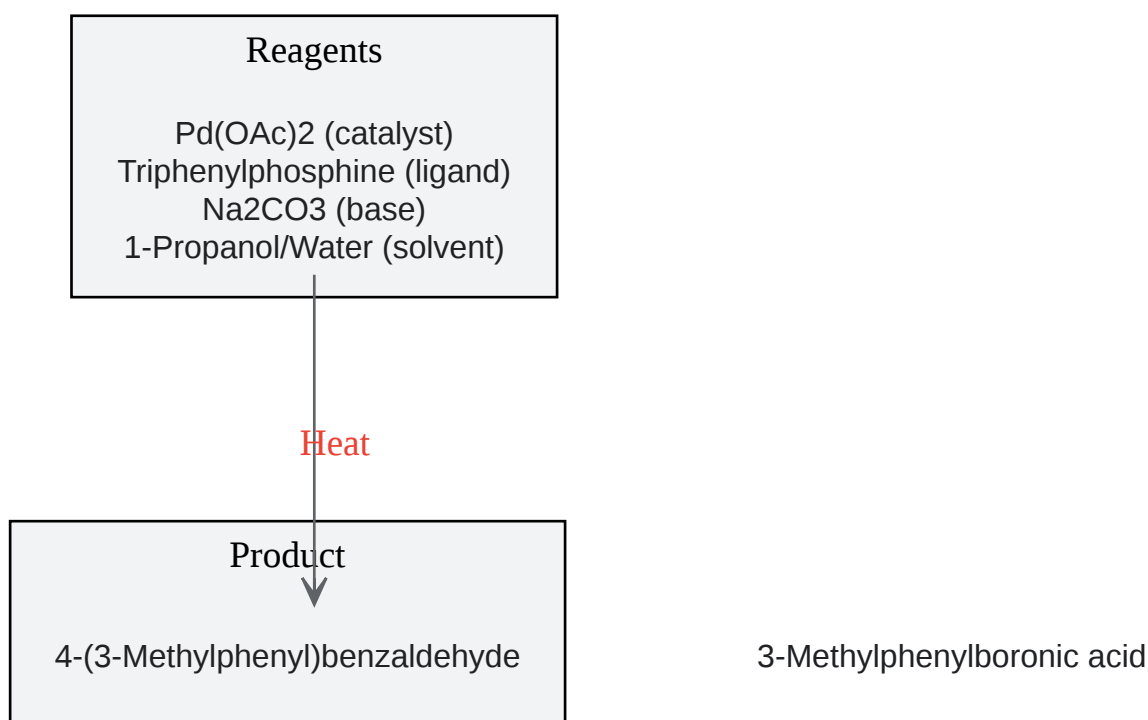 Reagents
Pd(OAc)2 (catalyst)
Triphenylphosphine (ligand)
Na2CO3 (base)
1-Propanol/Water (solvent)
Heat
Product
4-(3-Methylphenyl)benzaldehyde
3-Methylphenylboronic acid